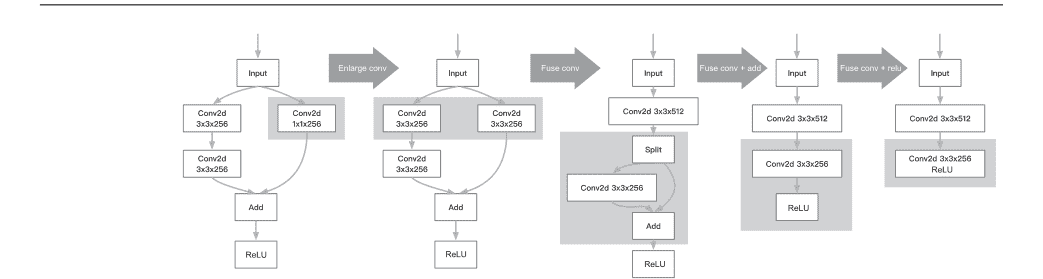 Input
Conv2d
3x3x256
Conv2d
1x1x256
Conv2d
3x3x256
Add
ReLU
Enlarge conv
Input
Conv2d
3x3x256
Conv2d
3x3x256
Conv2d
3x3x256
Add
ReLU
Fuse conv
Input
Conv2d 3x3x512
Split
Conv2d 3x3x256
Add
ReLU
Fuse conv + add
Input
Conv2d 3x3x512
Conv2d 3x3x256
ReLU
Fuse conv + relu
Input
Conv2d 3x3x512
Conv2d 3x3x256
ReLU